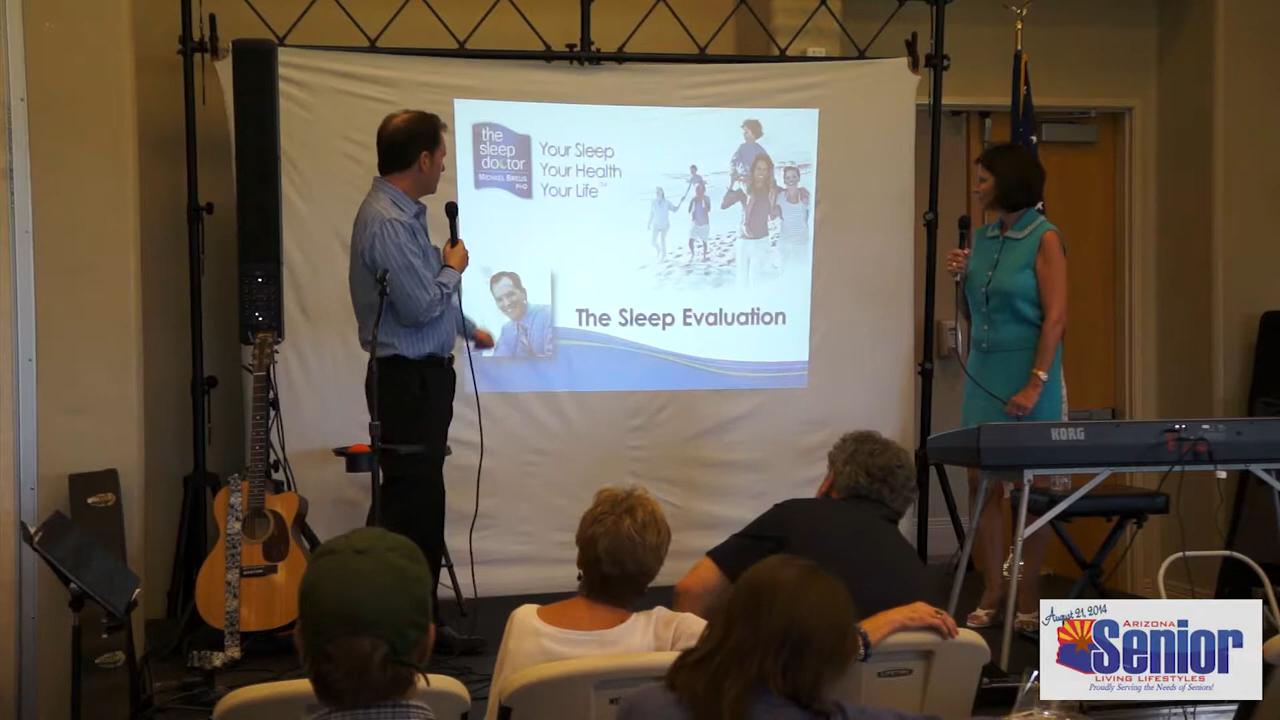 the
sleep
doctor
MICHAEL BREUS
PhD
Your Sleep
Your Health
Your Life™
The Sleep Evaluation
KORG
August 21, 2014
ARIZONA
Senior
LIVING LIFESTYLES
Proudly Serving the Needs of Seniors!